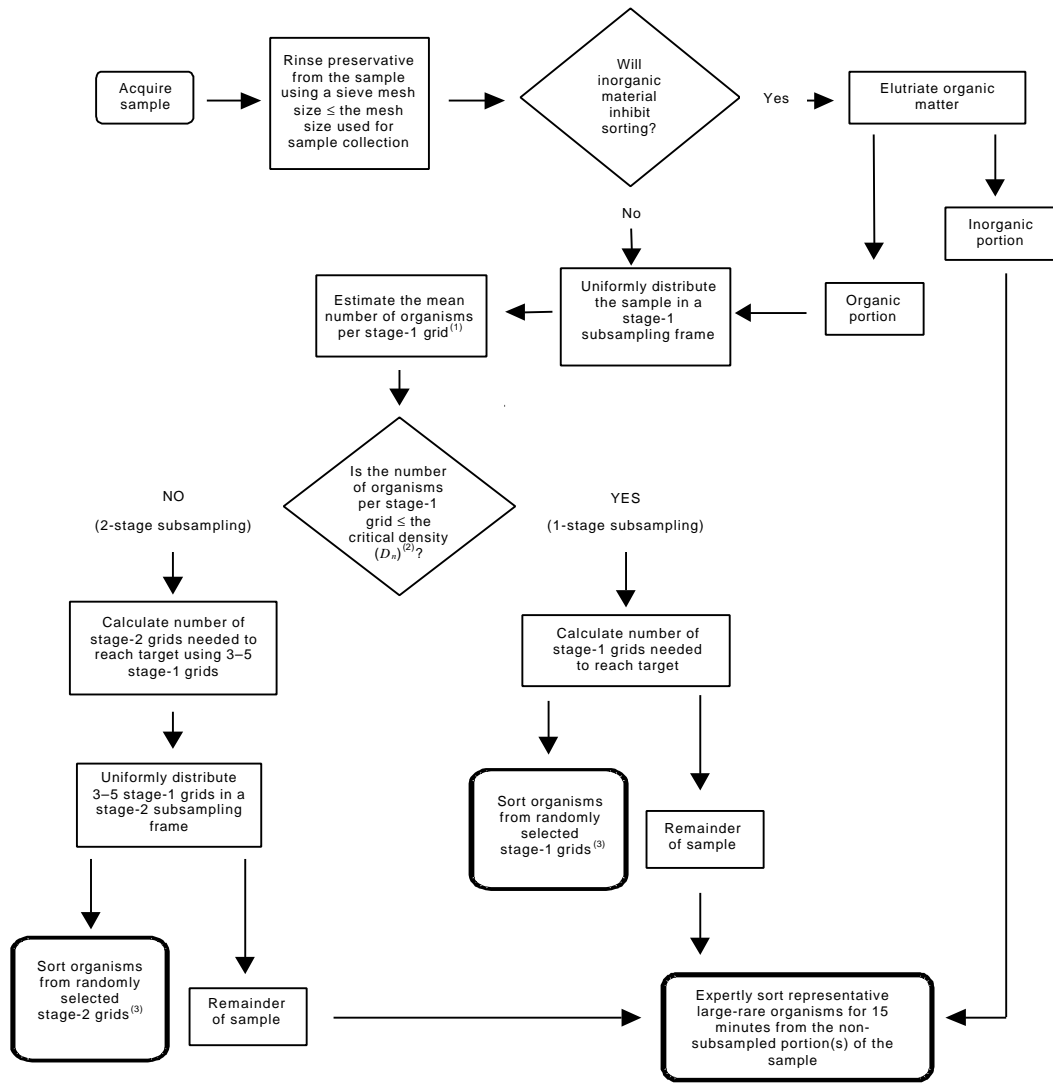 Acquire
sample
Rinse preservative
from the sample
using a sieve mesh
size ≤ the mesh
size used for
sample collection
Will
inorganic
material
inhibit
sorting?
Yes
Elutriate organic
matter
No
Inorganic
portion
Organic
portion
Uniformly distribute
the sample in a
stage-1
subsampling frame
Estimate the mean
number of organisms
per stage-1 grid(1)
Is the number
of organisms
per stage-1
grid ≤ the
critical density
(Dn)(2)?
NO
(2-stage subsampling)
YES
(1-stage subsampling)
Calculate number of
stage-2 grids needed to
reach target using 3–5
stage-1 grids
Calculate number of
stage-1 grids needed
to reach target
Uniformly distribute
3–5 stage-1 grids in a
stage-2 subsampling
frame
Sort organisms
from randomly
selected
stage-1 grids(3)
Remainder
of sample
Sort organisms
from randomly
selected
stage-2 grids(3)
Remainder
of sample
Expertly sort representative
large-rare organisms for 15
minutes from the non-
subsampled portion(s) of the
sample